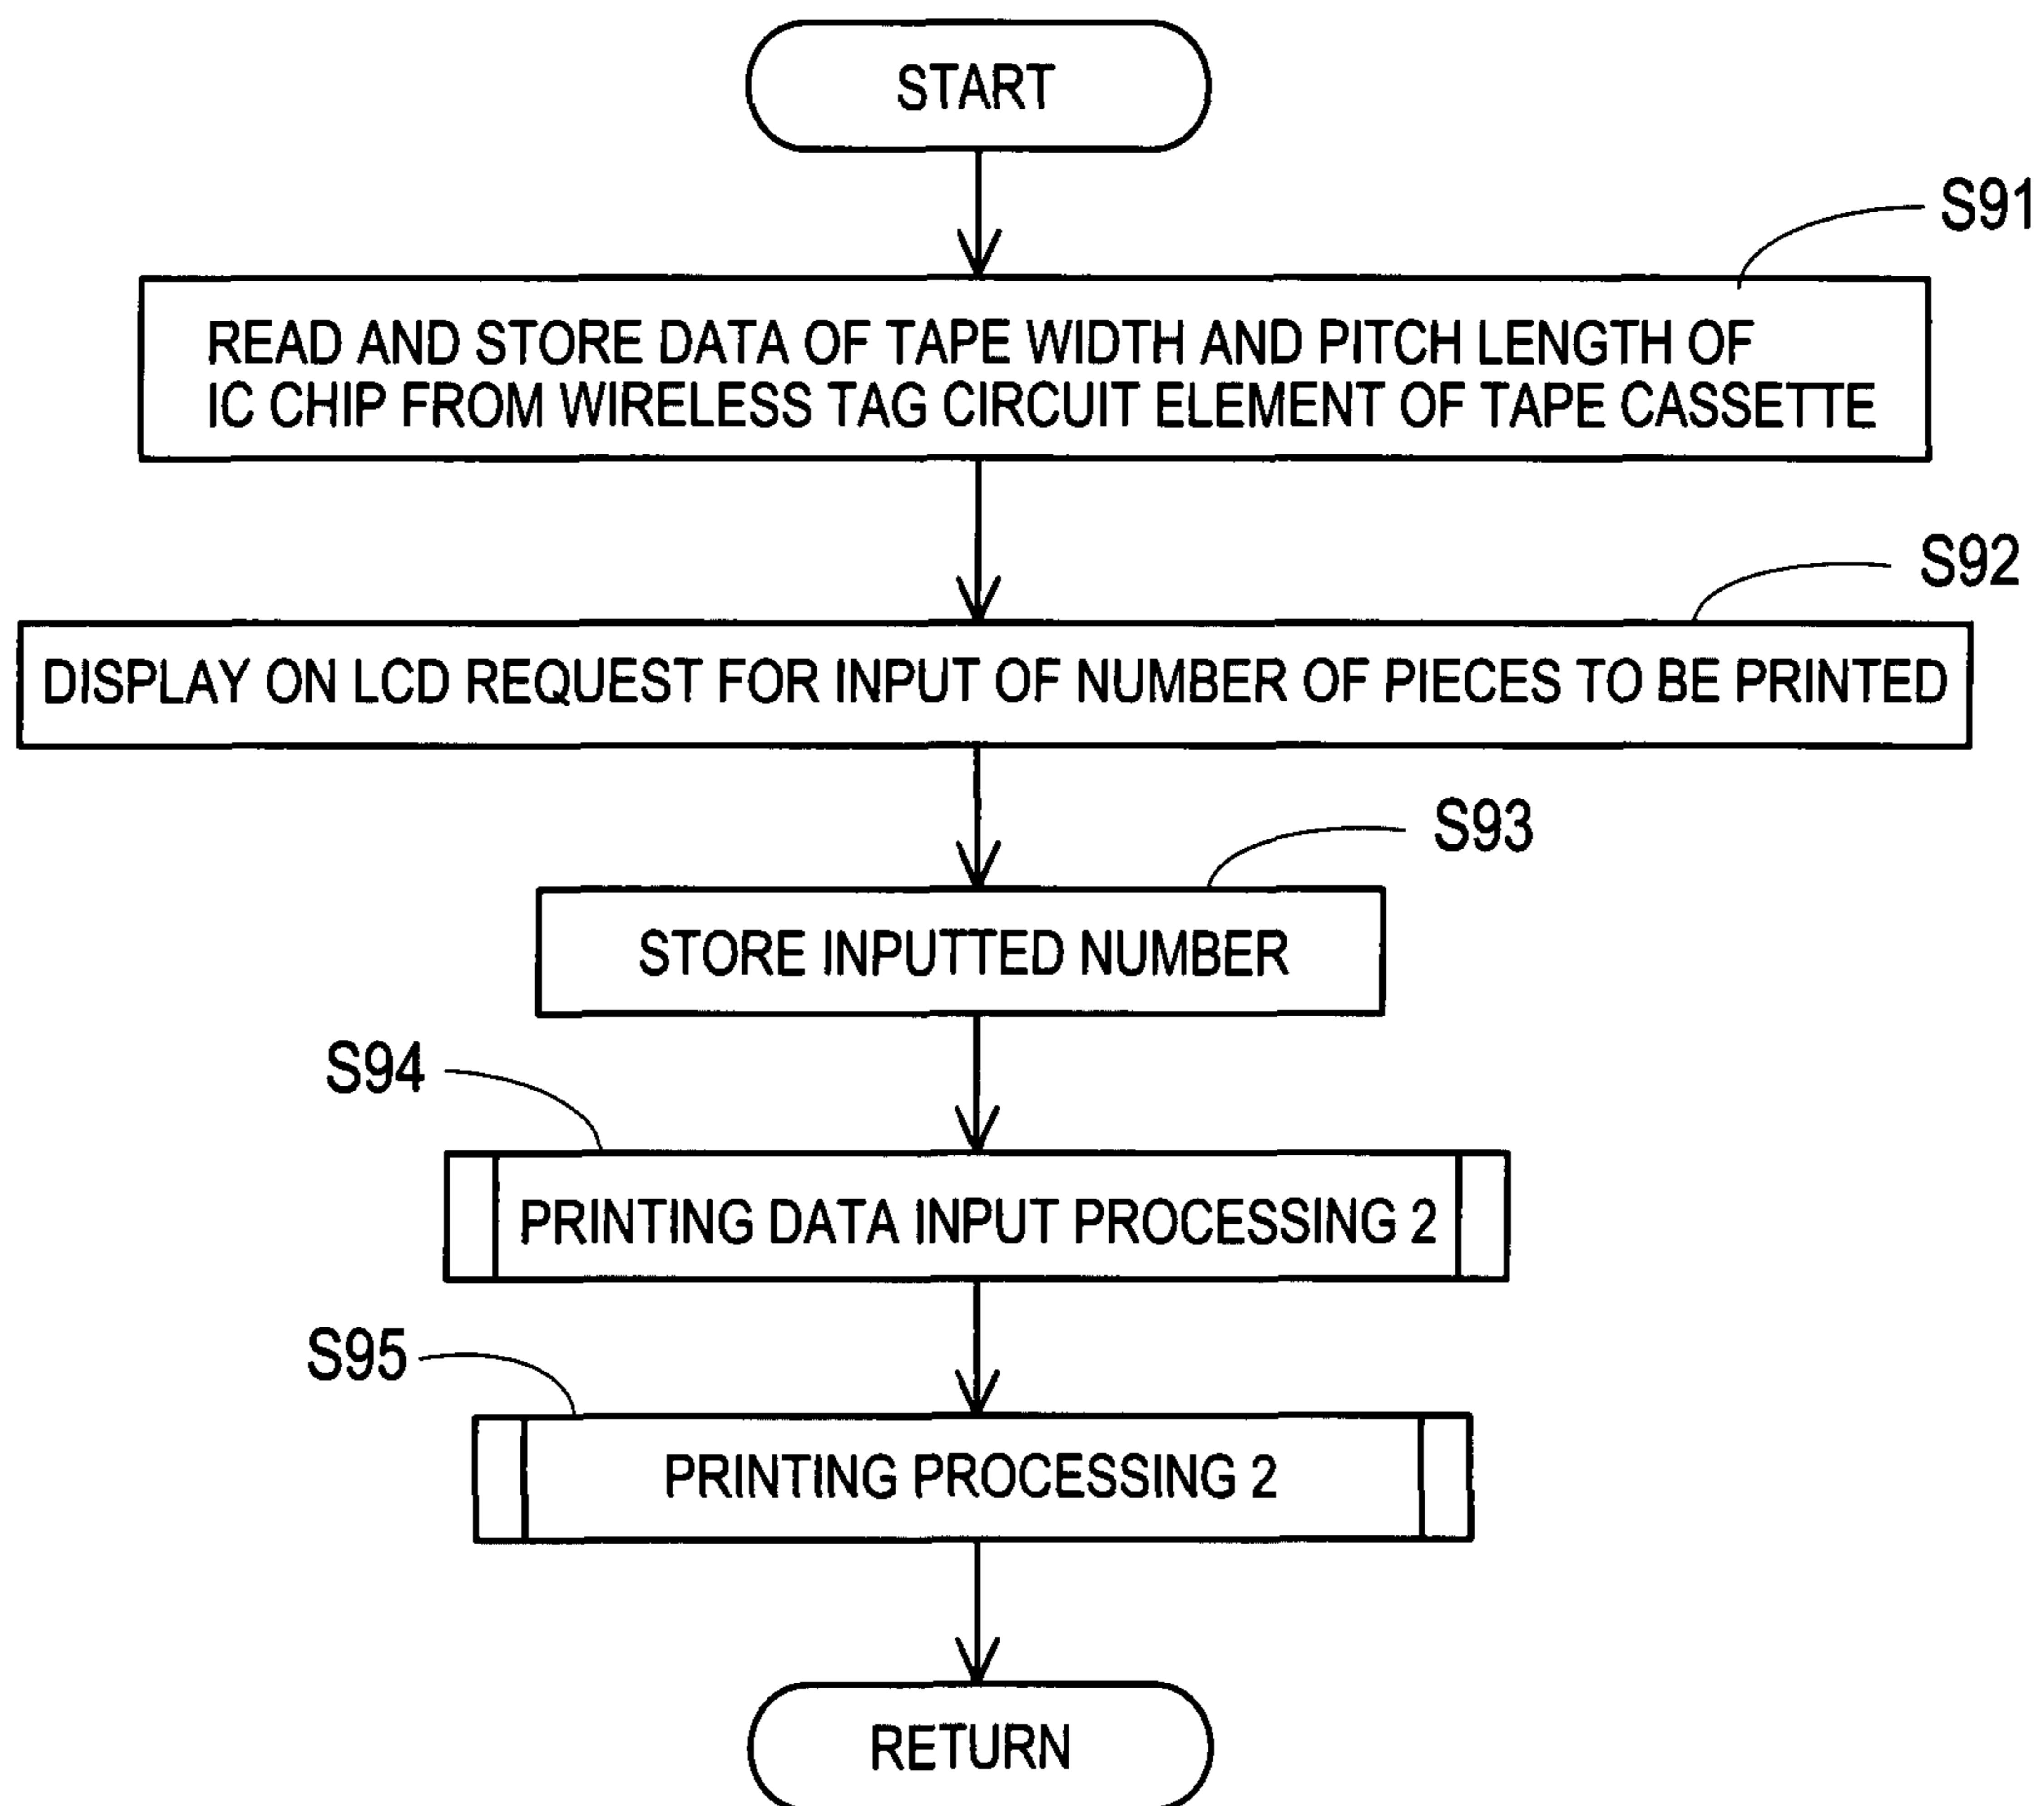 START
S91
READ AND STORE DATA OF TAPE WIDTH AND PITCH LENGTH OF
IC CHIP FROM WIRELESS TAG CIRCUIT ELEMENT OF TAPE CASSETTE
S92
DISPLAY ON LCD REQUEST FOR INPUT OF NUMBER OF PIECES TO BE PRINTED
S93
STORE INPUTTED NUMBER
S94
PRINTING DATA INPUT PROCESSING 2
S95
PRINTING PROCESSING 2
RETURN